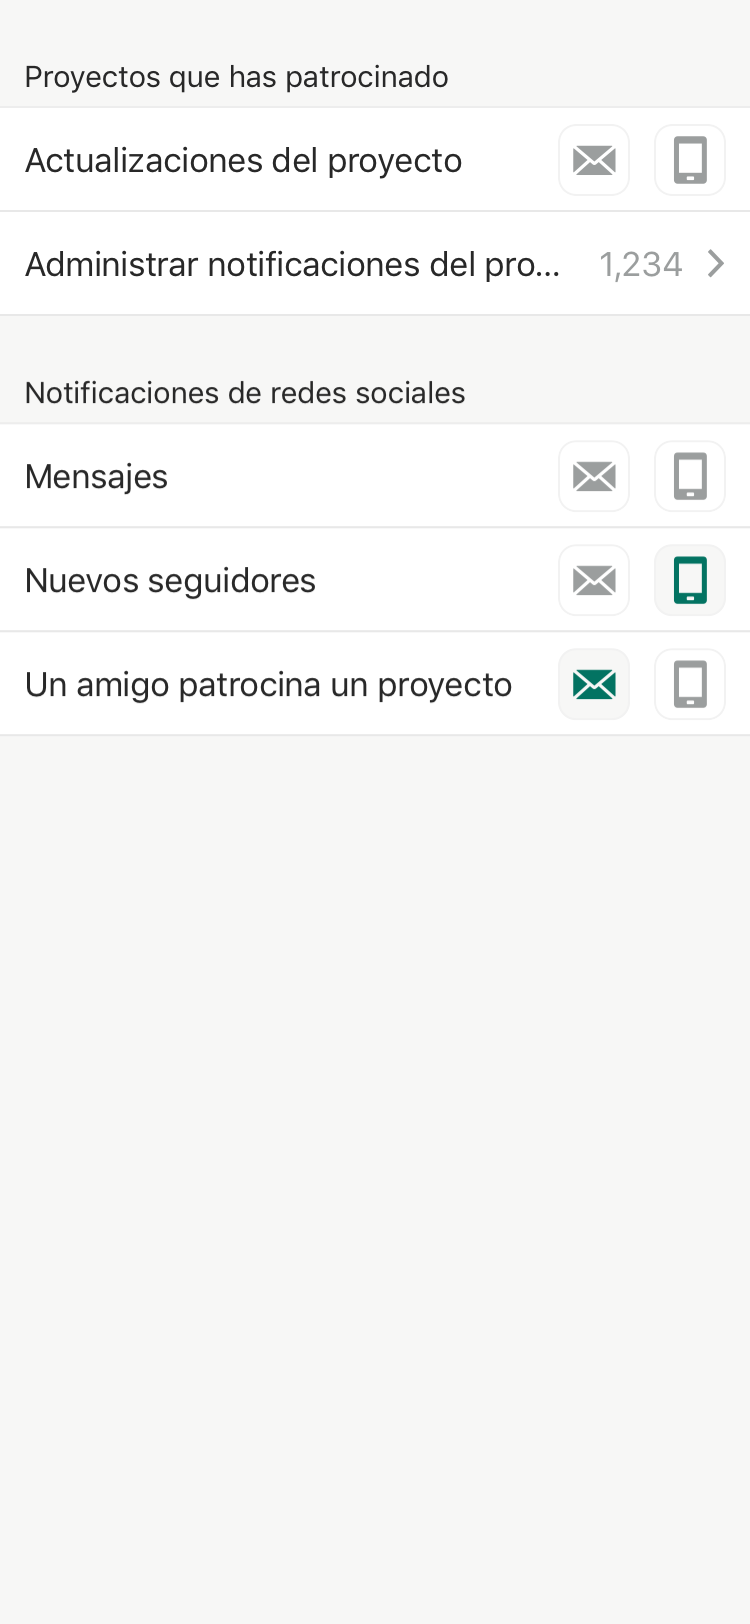 Proyectos que has patrocinado
Actualizaciones del proyecto
Administrar notificaciones del pro... 1,234
Notificaciones de redes sociales
Mensajes
Nuevos seguidores
Un amigo patrocina un proyecto